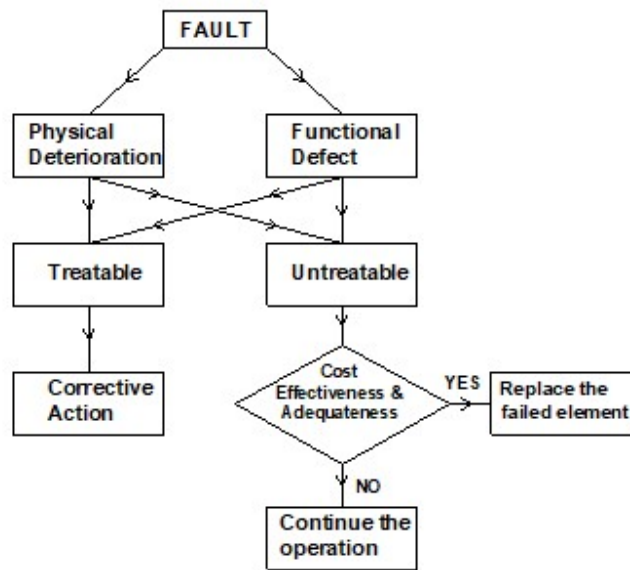 FAULT
Physical
Deterioration
Functional
Defect
Treatable
Untreatable
Corrective
Action
Cost
Effectiveness &
Adequateness
YES
Replace the
failed element
NO
Continue the
operation